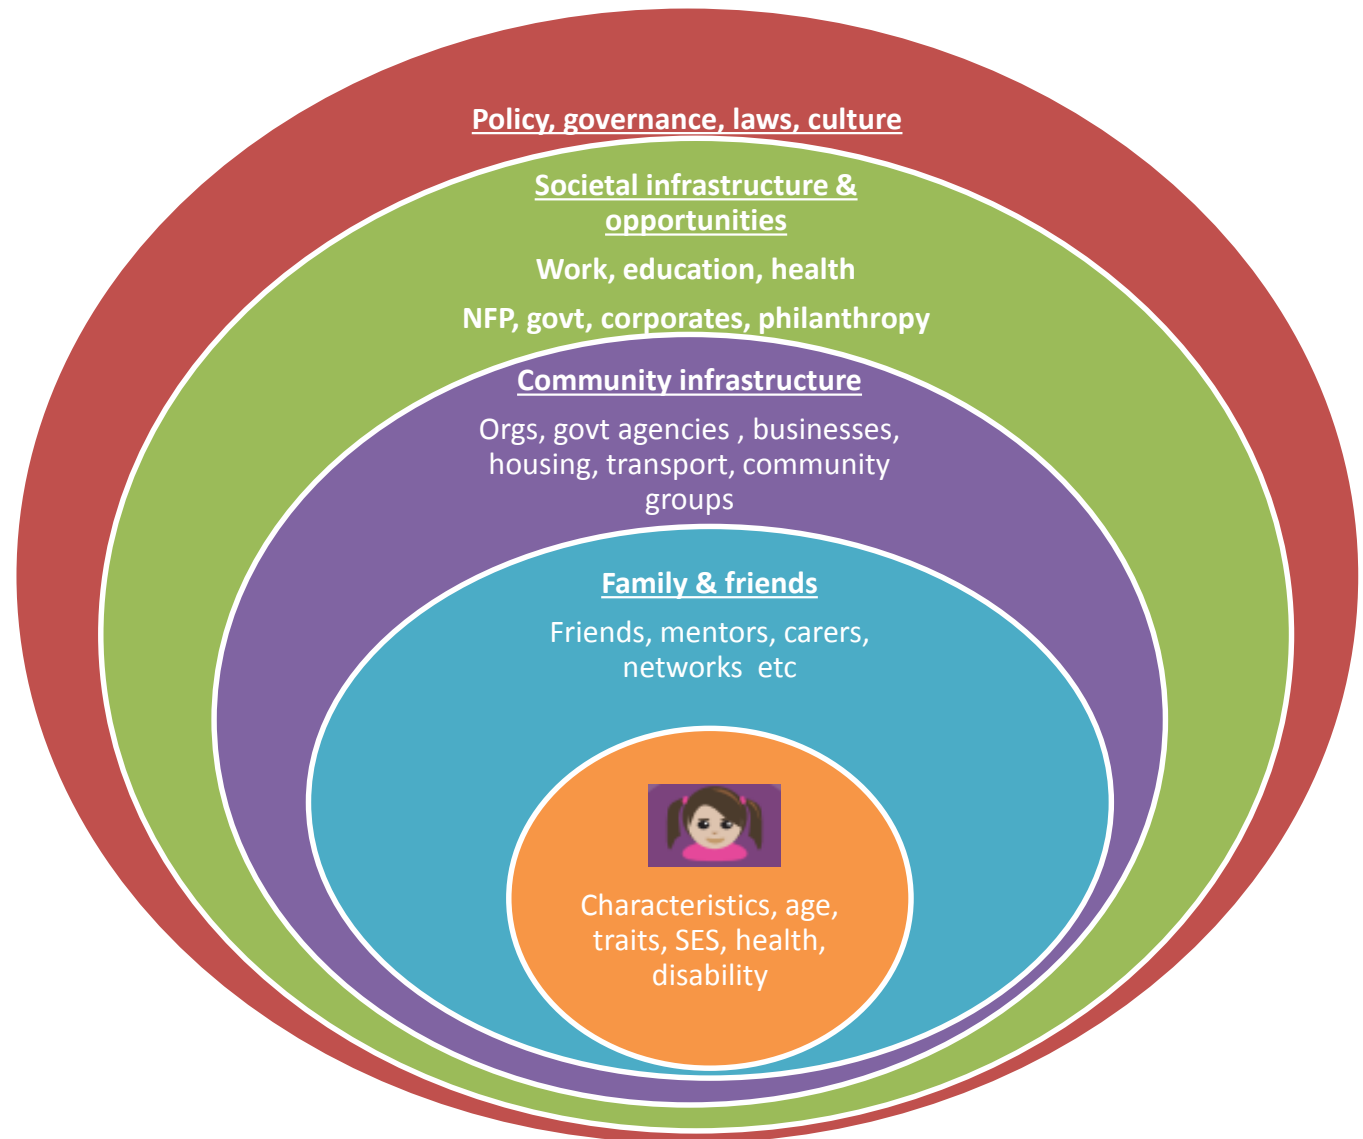 Policy, governance, laws, culture
Societal infrastructure &
opportunities
Work, education, health
NFP, govt, corporates, philanthropy
Community infrastructure
Orgs, govt agencies , businesses,
housing, transport, community
groups
Family & friends
Friends, mentors, carers,
networks  etc
Characteristics, age,
traits, SES, health,
disability